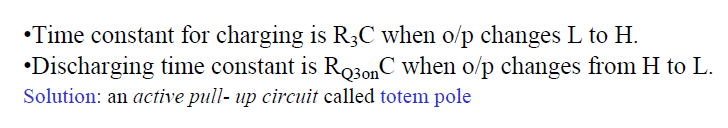 •Time constant for charging is R₃C when o/p changes L to H.
•Discharging time constant is R_Q3onC when o/p changes from H to L.
Solution: an active pull- up circuit called totem pole